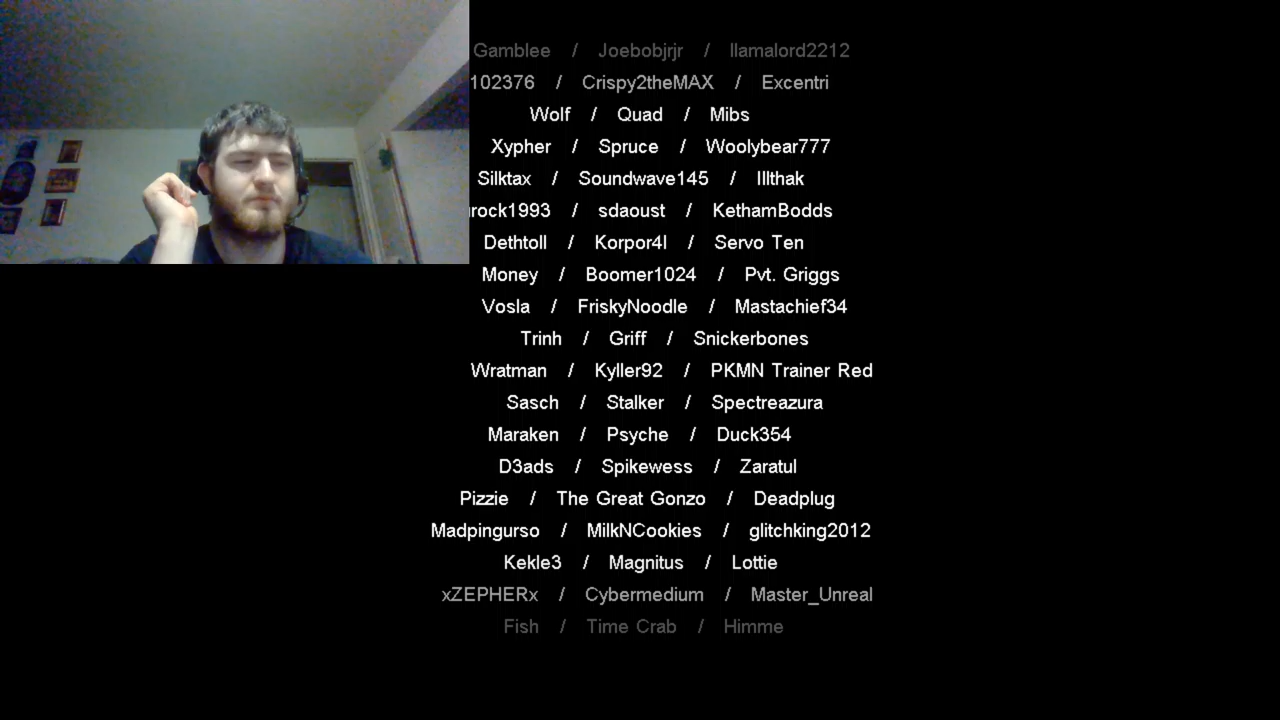 Gamblee / Joebobjrjr / llamalord2212
102376 / Crispy2theMAX / Excentri
Wolf / Quad / Mibs
Xypher / Spruce / Woolybear777
Silktax / Soundwave145 / Illthak
rock1993 / sdaoust / KethamBodds
Dethtoll / Korpor4l / Servo Ten
Money / Boomer1024 / Pvt. Griggs
Vosla / FriskyNoodle / Mastachief34
Trinh / Griff / Snickerbones
Wratman / Kyller92 / PKMN Trainer Red
Sasch / Stalker / Spectreazura
Maraken / Psyche / Duck354
D3ads / Spikewess / Zaratul
Pizzie / The Great Gonzo / Deadplug
Madpingurso / MilkNCookies / glitchking2012
Kekle3 / Magnitus / Lottie
xZEPHERx / Cybermedium / Master_Unreal
Fish / Time Crab / Himme